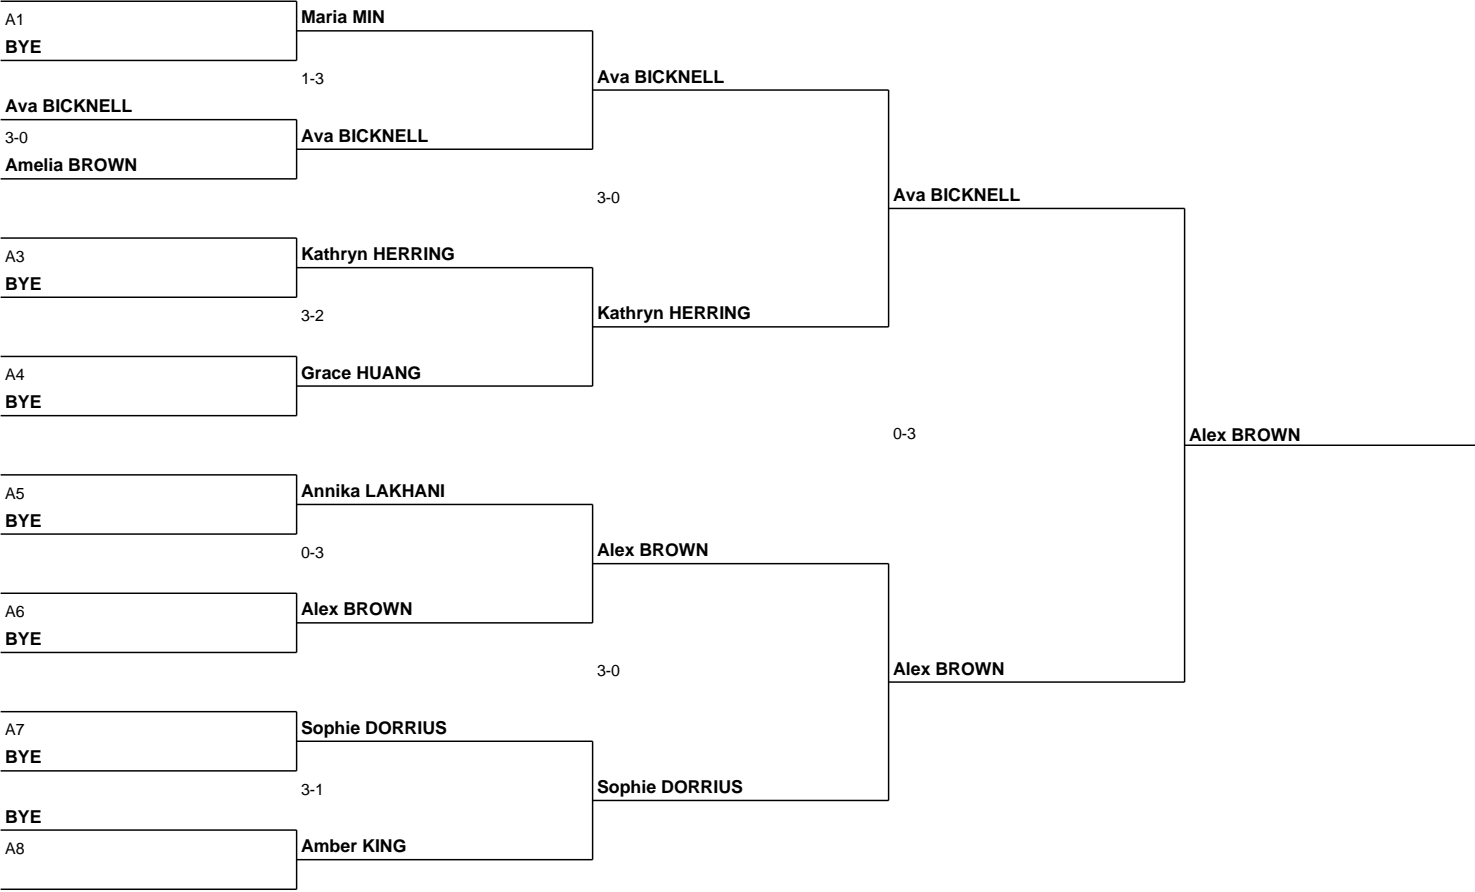 A1
BYE
Maria MIN
1-3
Ava BICKNELL
Ava BICKNELL
3-0
Amelia BROWN
Ava BICKNELL
3-0
Ava BICKNELL
A3
BYE
Kathryn HERRING
3-2
Kathryn HERRING
A4
BYE
Grace HUANG
0-3
Alex BROWN
A5
BYE
Annika LAKHANI
0-3
Alex BROWN
A6
BYE
Alex BROWN
3-0
Alex BROWN
A7
BYE
Sophie DORRIUS
3-1
Sophie DORRIUS
BYE
A8
Amber KING